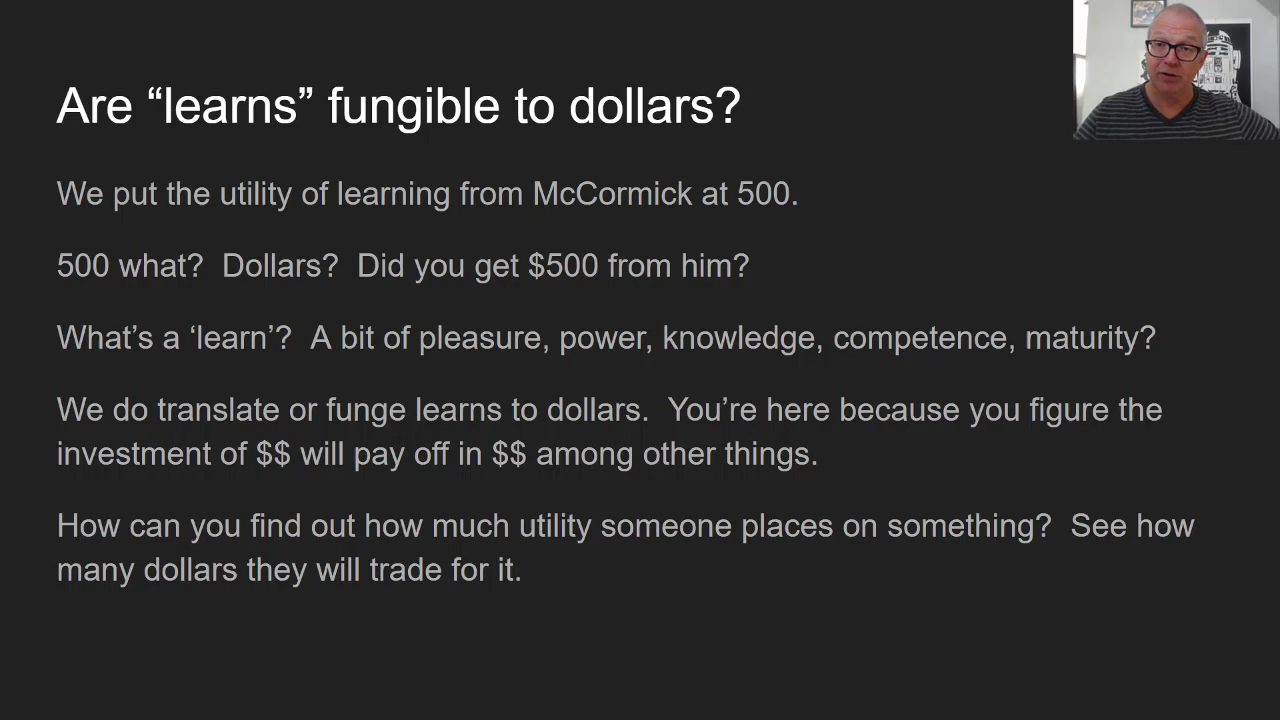 Are “learns” fungible to dollars?
We put the utility of learning from McCormick at 500.
500 what?  Dollars?  Did you get $500 from him?
What’s a ‘learn’?  A bit of pleasure, power, knowledge, competence, maturity?
We do translate or funge learns to dollars.  You’re here because you figure the
investment of $$ will pay off in $$ among other things.
How can you find out how much utility someone places on something?  See how
many dollars they will trade for it.